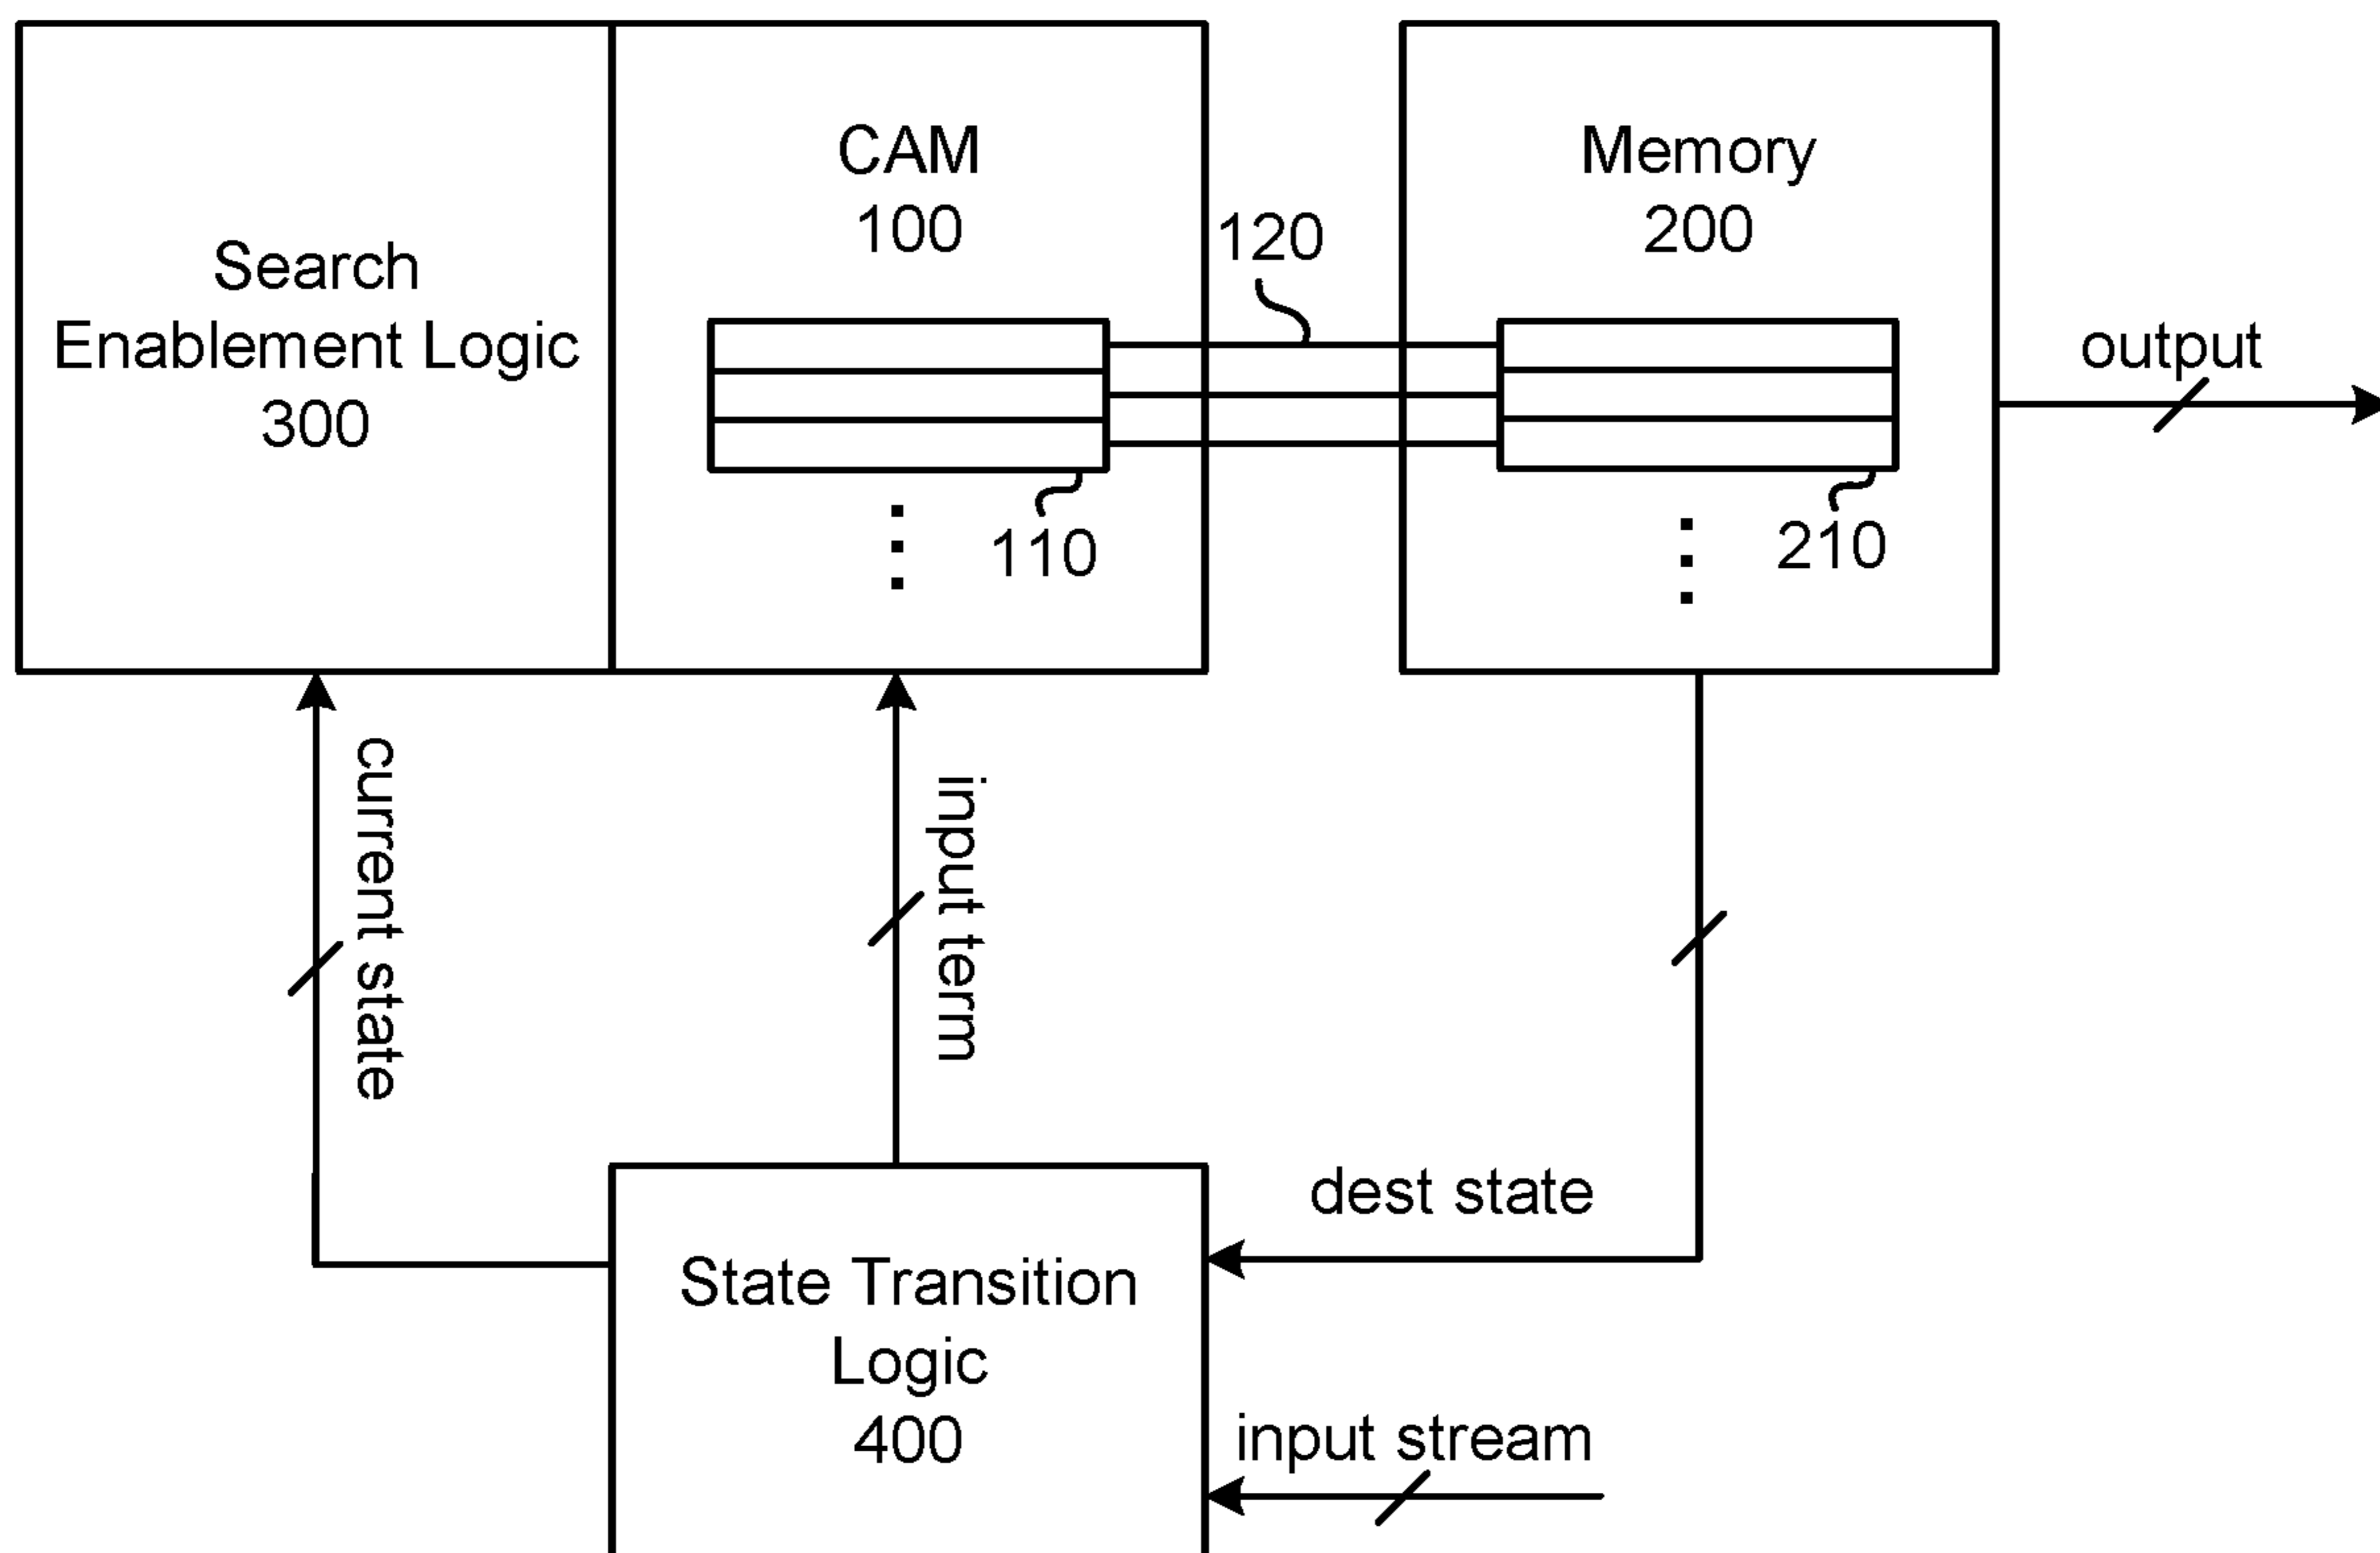 Search
Enablement Logic
300
CAM
100
110
120
Memory
200
210
output
current state
input term
dest state
State Transition
Logic
400
input stream